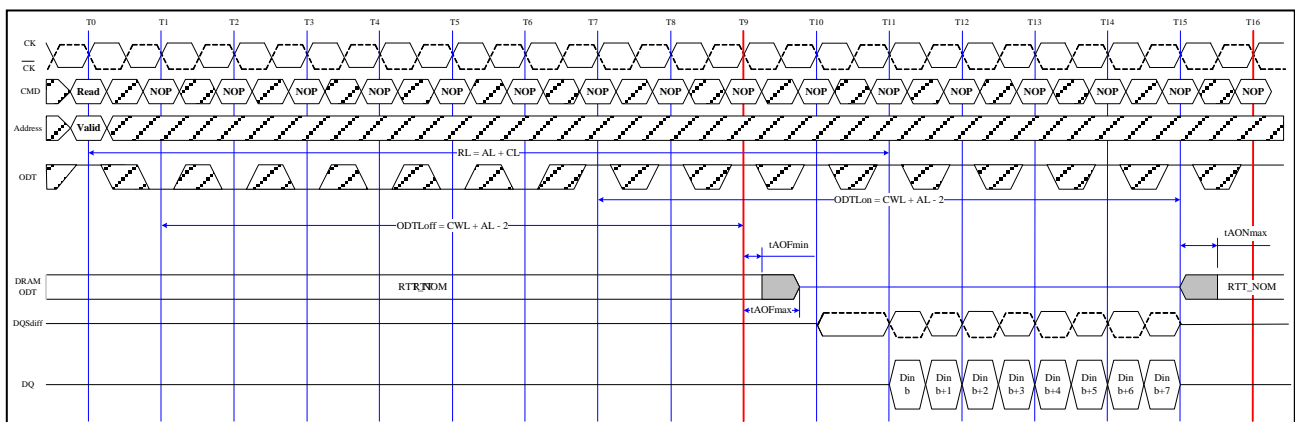 T0 T1 T2 T3 T4 T5 T6 T7 T8 T9 T10 T11 T12 T13 T14 T15 T16
CK
CK
CMD Read NOP NOP NOP NOP NOP NOP NOP NOP NOP NOP NOP NOP NOP NOP NOP NOP
Address Valid
RL = AL + CL
ODT
ODTLon = CWL + AL - 2
ODTLoff = CWL + AL - 2
tAOFmin
tAONmax
DRAM
ODT
RTT_NOM
RTT_NOM
tAOFmax
DQSdiff
DQ
Din b Din b+1 Din b+2 Din b+3 Din b+4 Din b+5 Din b+6 Din b+7